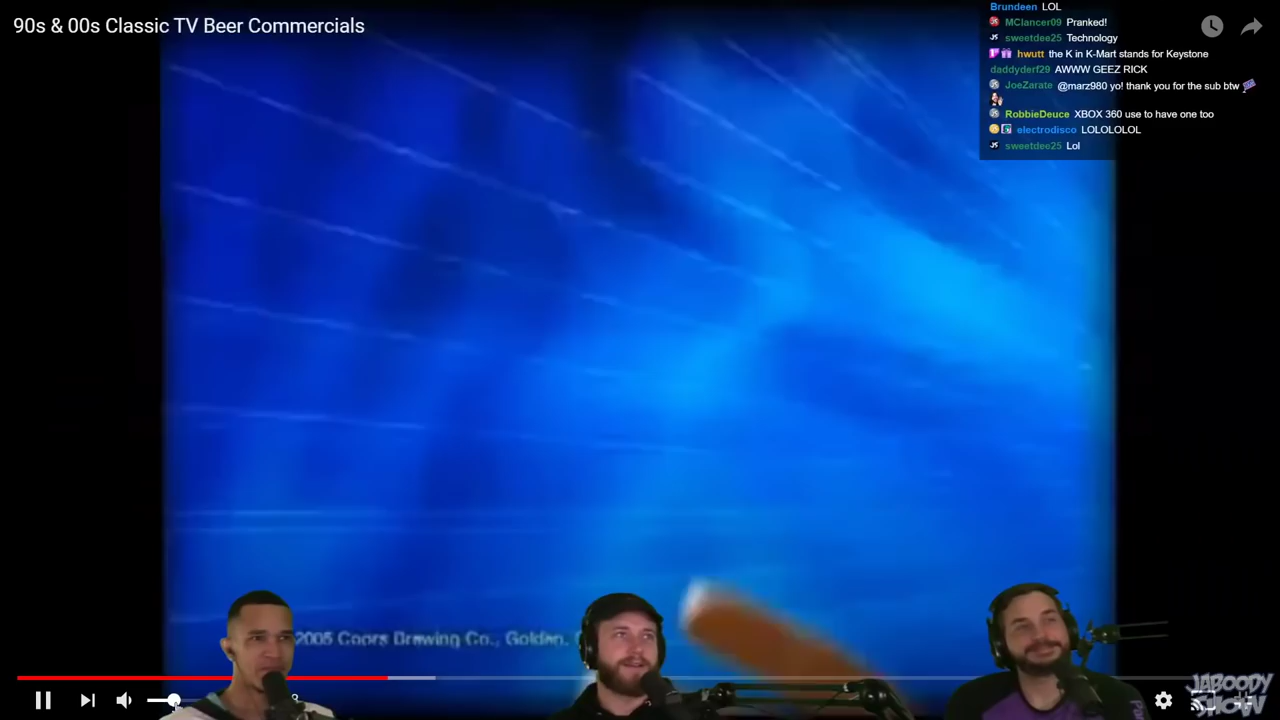 90s & 00s Classic TV Beer Commercials
Brundeen LOL
MClancer09 Pranked!
sweetdee25 Technology
hwutt the K in K-Mart stands for Keystone
daddyderf29 AWWW GEEZ RICK
JoeZarate @marz980 yo! thank you for the sub btw
RobbieDeuce XBOX 360 use to have one too
electrodisco LOLOLOLOL
sweetdee25 Lol
2005 Coors Brewing Co., Golden,
JABOODY
SHOW